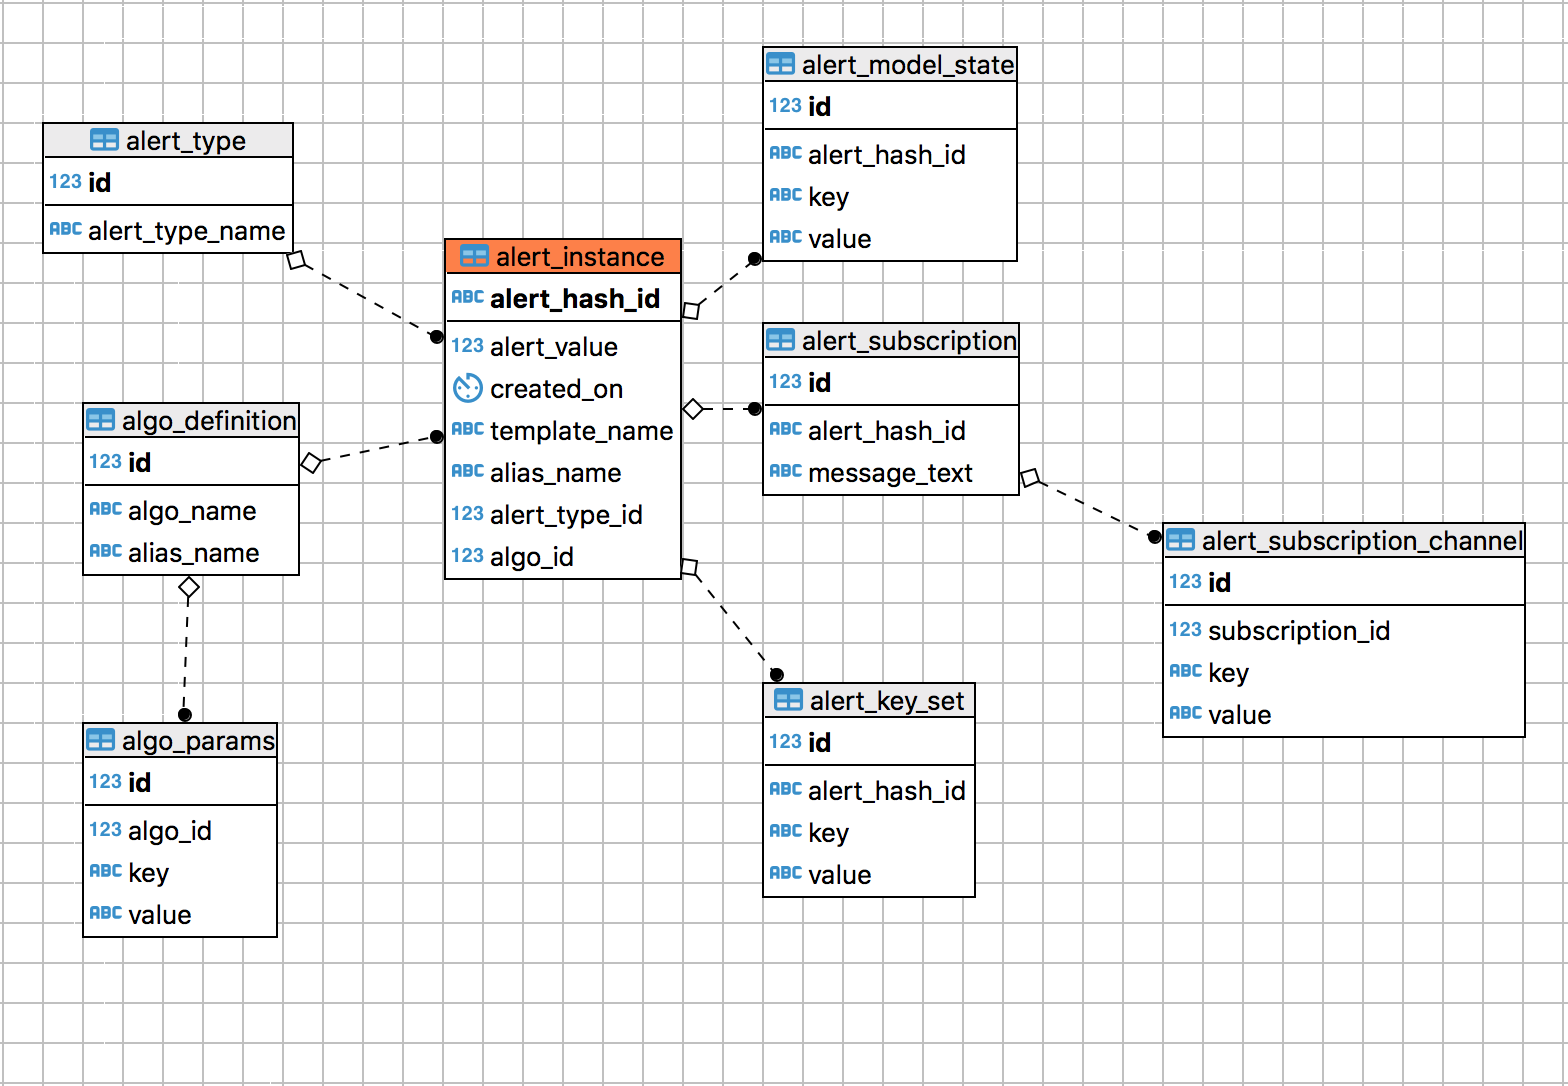 alert_type
123 id
ABC alert_type_name
algo_definition
123 id
ABC algo_name
ABC alias_name
algo_params
123 id
123 algo_id
ABC key
ABC value
alert_instance
ABC alert_hash_id
123 alert_value
created_on
ABC template_name
ABC alias_name
123 alert_type_id
123 algo_id
alert_model_state
123 id
ABC alert_hash_id
ABC key
ABC value
alert_subscription
123 id
ABC alert_hash_id
ABC message_text
alert_key_set
123 id
ABC alert_hash_id
ABC key
ABC value
alert_subscription_channel
123 id
123 subscription_id
ABC key
ABC value